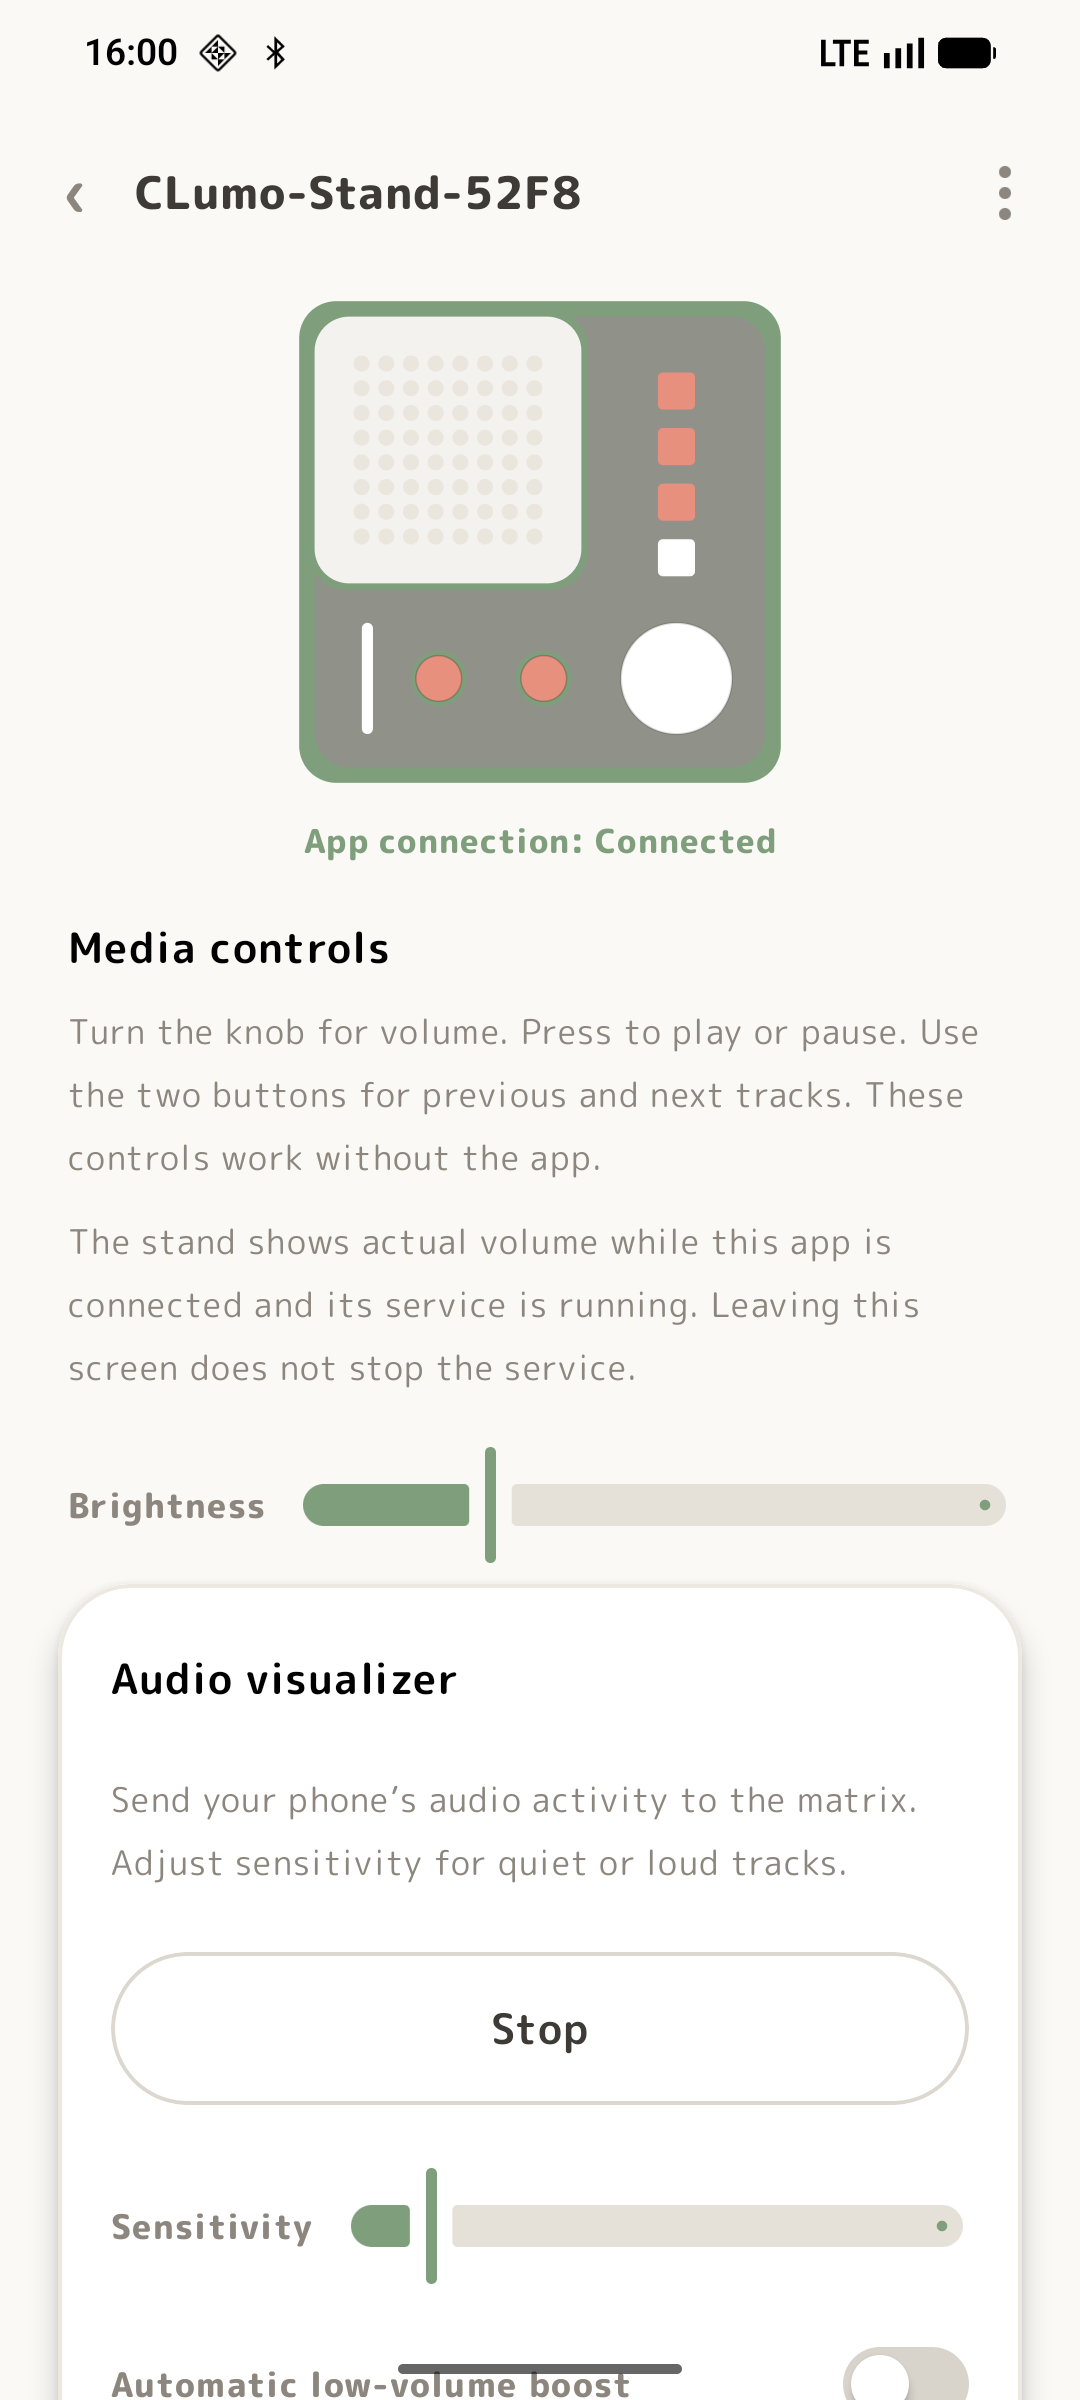 16:00
LTE
CLumo-Stand-52F8
App connection: Connected
Media controls
Turn the knob for volume. Press to play or pause. Use
the two buttons for previous and next tracks. These
controls work without the app.
The stand shows actual volume while this app is
connected and its service is running. Leaving this
screen does not stop the service.
Brightness
Audio visualizer
Send your phone’s audio activity to the matrix.
Adjust sensitivity for quiet or loud tracks.
Stop
Sensitivity
Automatic low-volume boost